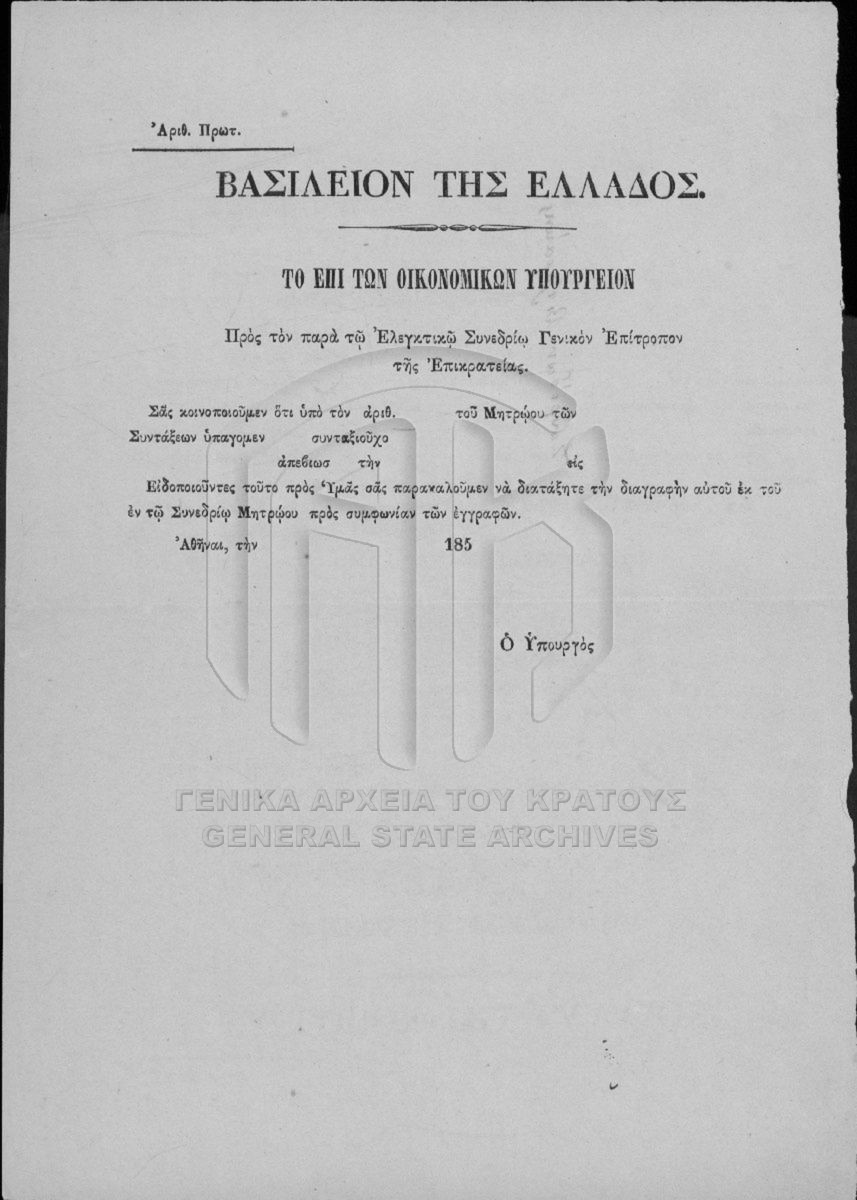 Ἀριθ. Πρωτ.
ΒΑΣΙΛΕΙΟΝ ΤΗΣ ΕΛΛΑΔΟΣ.
ΤΟ ΕΠΙ ΤΩΝ ΟΙΚΟΝΟΜΙΚΩΝ ΥΠΟΥΡΓΕΙΟΝ
Πρὸς τὸν παρὰ τῷ Ἐλεγκτικῷ Συνεδρίῳ Γενικόν Ἐπίτροπον
τῆς Ἐπικρατείας.
Σᾶς κοινοποιοῦμεν ὅτι ὑπὸ τὸν ἀριθ. τοῦ Μητρῴου τῶν
Συντάξεων ὑπαγομεν συνταξιοῦχο
ἀπεβίωσ τὴν εἰς
Εἰδοποιοῦντες τοῦτο πρὸς Ὑμᾶς σᾶς παρακαλοῦμεν νὰ διατάξητε τὴν διαγραφὴν αὐτοῦ ἐκ τοῦ
ἐν τῷ Συνεδρίῳ Μητρῴου πρὸς συμφωνίαν τῶν ἐγγραφῶν.
Ἀθῆναι, τὴν 185
Ὁ Ὑπουργὸς
ΓΕΝΙΚΑ ΑΡΧΕΙΑ ΤΟΥ ΚΡΑΤΟΥΣ
GENERAL STATE ARCHIVES